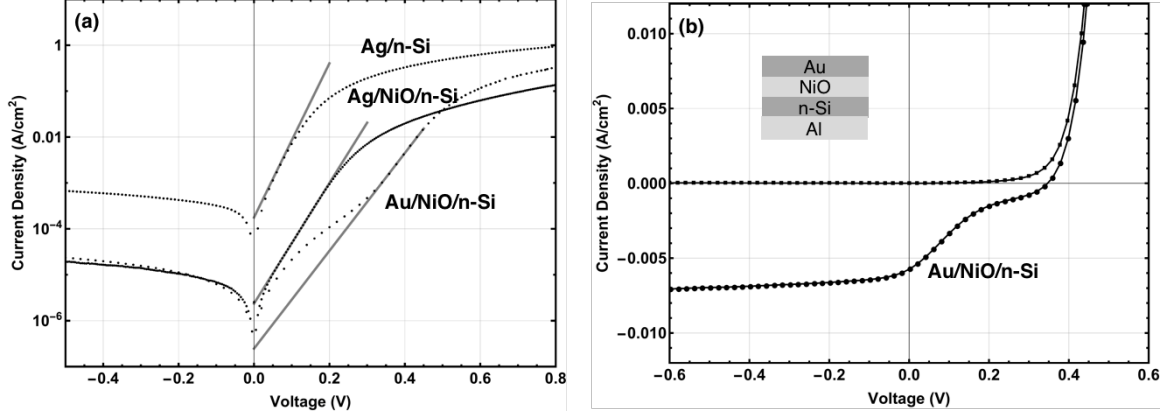 (a)
Ag/n-Si
Ag/NiO/n-Si
Au/NiO/n-Si
1
0.01
10⁻⁴
10⁻⁶
Current Density (A/cm²)
−0.4 −0.2 0.0 0.2 0.4 0.6 0.8
Voltage (V)
(b)
Au
NiO
n-Si
Al
Au/NiO/n-Si
0.010
0.005
0.000
−0.005
−0.010
Current Density (A/cm²)
−0.6 −0.4 −0.2 0.0 0.2 0.4 0.6
Voltage (V)